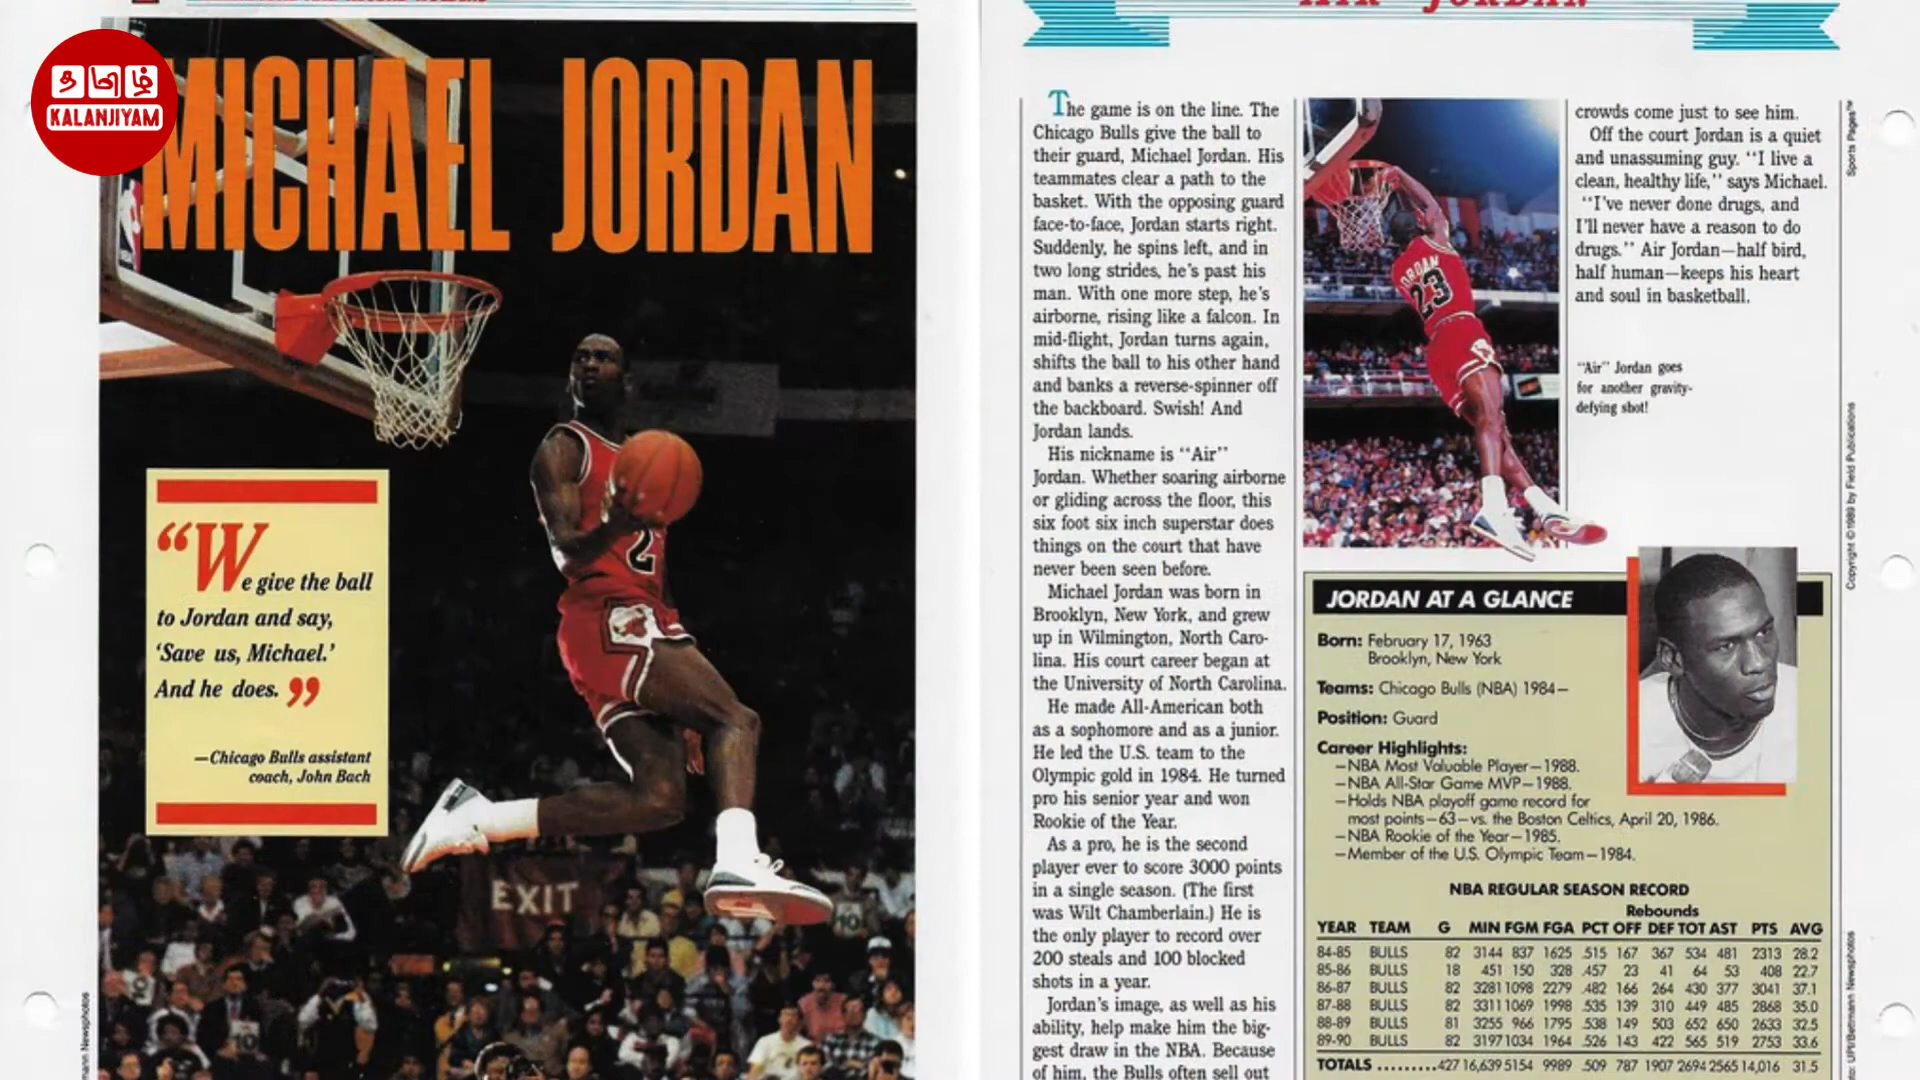 தமிழ்
KALANJIYAM
MICHAEL JORDAN
“We give the ball
to Jordan and say,
‘Save us, Michael.’
And he does.”
—Chicago Bulls assistant
coach, John Bach
EXIT
AIR JORDAN
The game is on the line. The
Chicago Bulls give the ball to
their guard, Michael Jordan. His
teammates clear a path to the
basket. With the opposing guard
face-to-face, Jordan starts right.
Suddenly, he spins left, and in
two long strides, he's past his
man. With one more step, he's
airborne, rising like a falcon. In
mid-flight, Jordan turns again,
shifts the ball to his other hand
and banks a reverse-spinner off
the backboard. Swish! And
Jordan lands.
His nickname is “Air”
Jordan. Whether soaring airborne
or gliding across the floor, this
six foot six inch superstar does
things on the court that have
never been seen before.
Michael Jordan was born in
Brooklyn, New York, and grew
up in Wilmington, North Caro-
lina. His court career began at
the University of North Carolina.
He made All-American both
as a sophomore and as a junior.
He led the U.S. team to the
Olympic gold in 1984. He turned
pro his senior year and won
Rookie of the Year.
As a pro, he is the second
player ever to score 3000 points
in a single season. (The first
was Wilt Chamberlain.) He is
the only player to record over
200 steals and 100 blocked
shots in a year.
Jordan's image, as well as his
ability, help make him the big-
gest draw in the NBA. Because
of him, the Bulls often sell out
JORDAN
23
crowds come just to see him.
Off the court Jordan is a quiet
and unassuming guy. “I live a
clean, healthy life,” says Michael.
“I've never done drugs, and
I'll never have a reason to do
drugs.” Air Jordan—half bird,
half human—keeps his heart
and soul in basketball.
“Air” Jordan goes
for another gravity-
defying shot!
JORDAN AT A GLANCE
Born: February 17, 1963
Brooklyn, New York
Teams: Chicago Bulls (NBA) 1984—
Position: Guard
Career Highlights:
—NBA Most Valuable Player—1988.
—NBA All-Star Game MVP—1988.
—Holds NBA playoff game record for
most points—63—vs. the Boston Celtics, April 20, 1986.
—NBA Rookie of the Year—1985.
—Member of the U.S. Olympic Team—1984.
NBA REGULAR SEASON RECORD
Rebounds
YEAR TEAM G MIN FGM FGA PCT OFF DEF TOT AST PTS AVG
84-85 BULLS 82 3144 837 1625 .515 167 367 534 481 2313 28.2
85-86 BULLS 18 451 150 328 .457 23 41 64 53 408 22.7
86-87 BULLS 82 3281 1098 2279 .482 166 264 430 377 3041 37.1
87-88 BULLS 82 3311 1069 1998 .535 139 310 449 485 2868 35.0
88-89 BULLS 81 3255 966 1795 .538 149 503 652 650 2633 32.5
89-90 BULLS 82 3197 1034 1964 .526 143 422 565 519 2753 33.6
TOTALS .........427 16,639 5154 9989 .509 787 1907 2694 2565 14,016 31.5
Sports Pages™
Copyright ©1989 by Field Publications
UPI/Bettmann Newsphotos